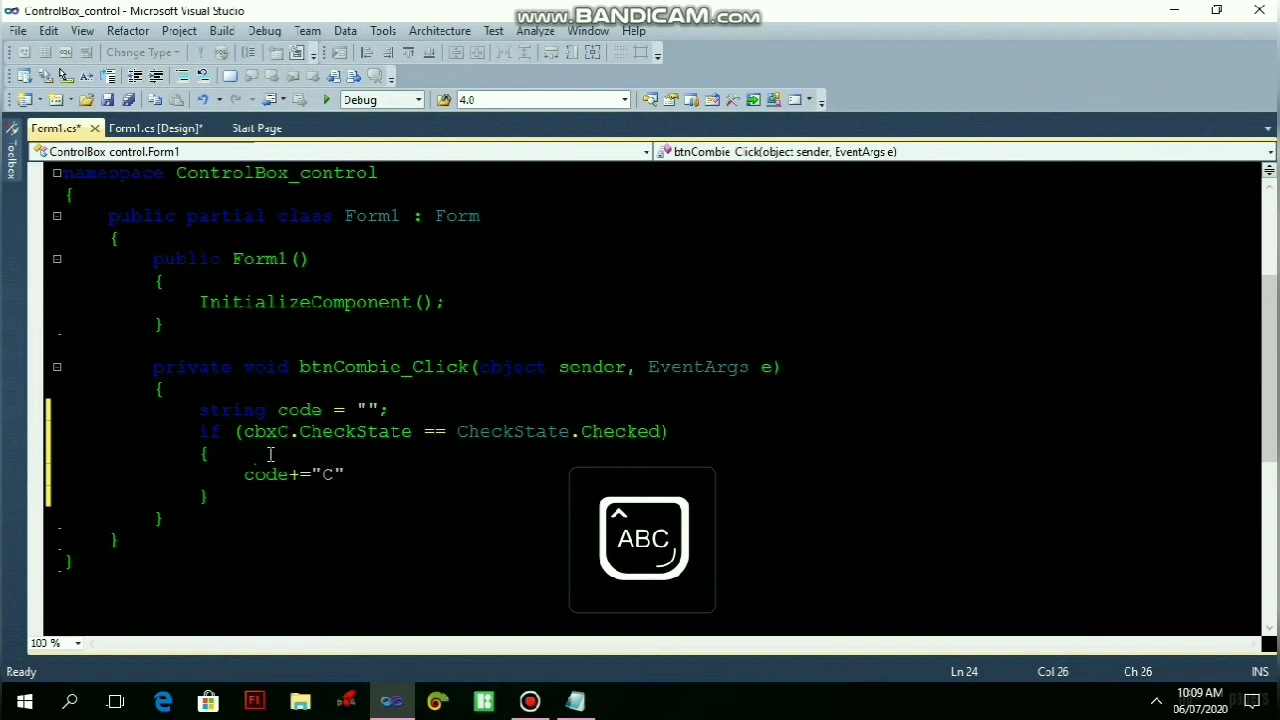 ControlBox_control - Microsoft Visual Studio
www.BANDICAM.com
File Edit View Refactor Project Build Debug Team Data Tools Architecture Test Analyze Window Help
Change Type
Debug 4.0
Form1.cs* Form1.cs [Design]* Start Page
Toolbox
ControlBox_control.Form1 btnCombie_Click(object sender, EventArgs e)
namespace ControlBox_control
{
public partial class Form1 : Form
{
public Form1()
{
InitializeComponent();
}
private void btnCombie_Click(object sender, EventArgs e)
{
string code = "";
if (cbxC.CheckState == CheckState.Checked)
{
code+="C"
}
}
}
}
ABC
100 %
Ready Ln 24 Col 26 Ch 26 INS
10:09 AM
06/07/2020